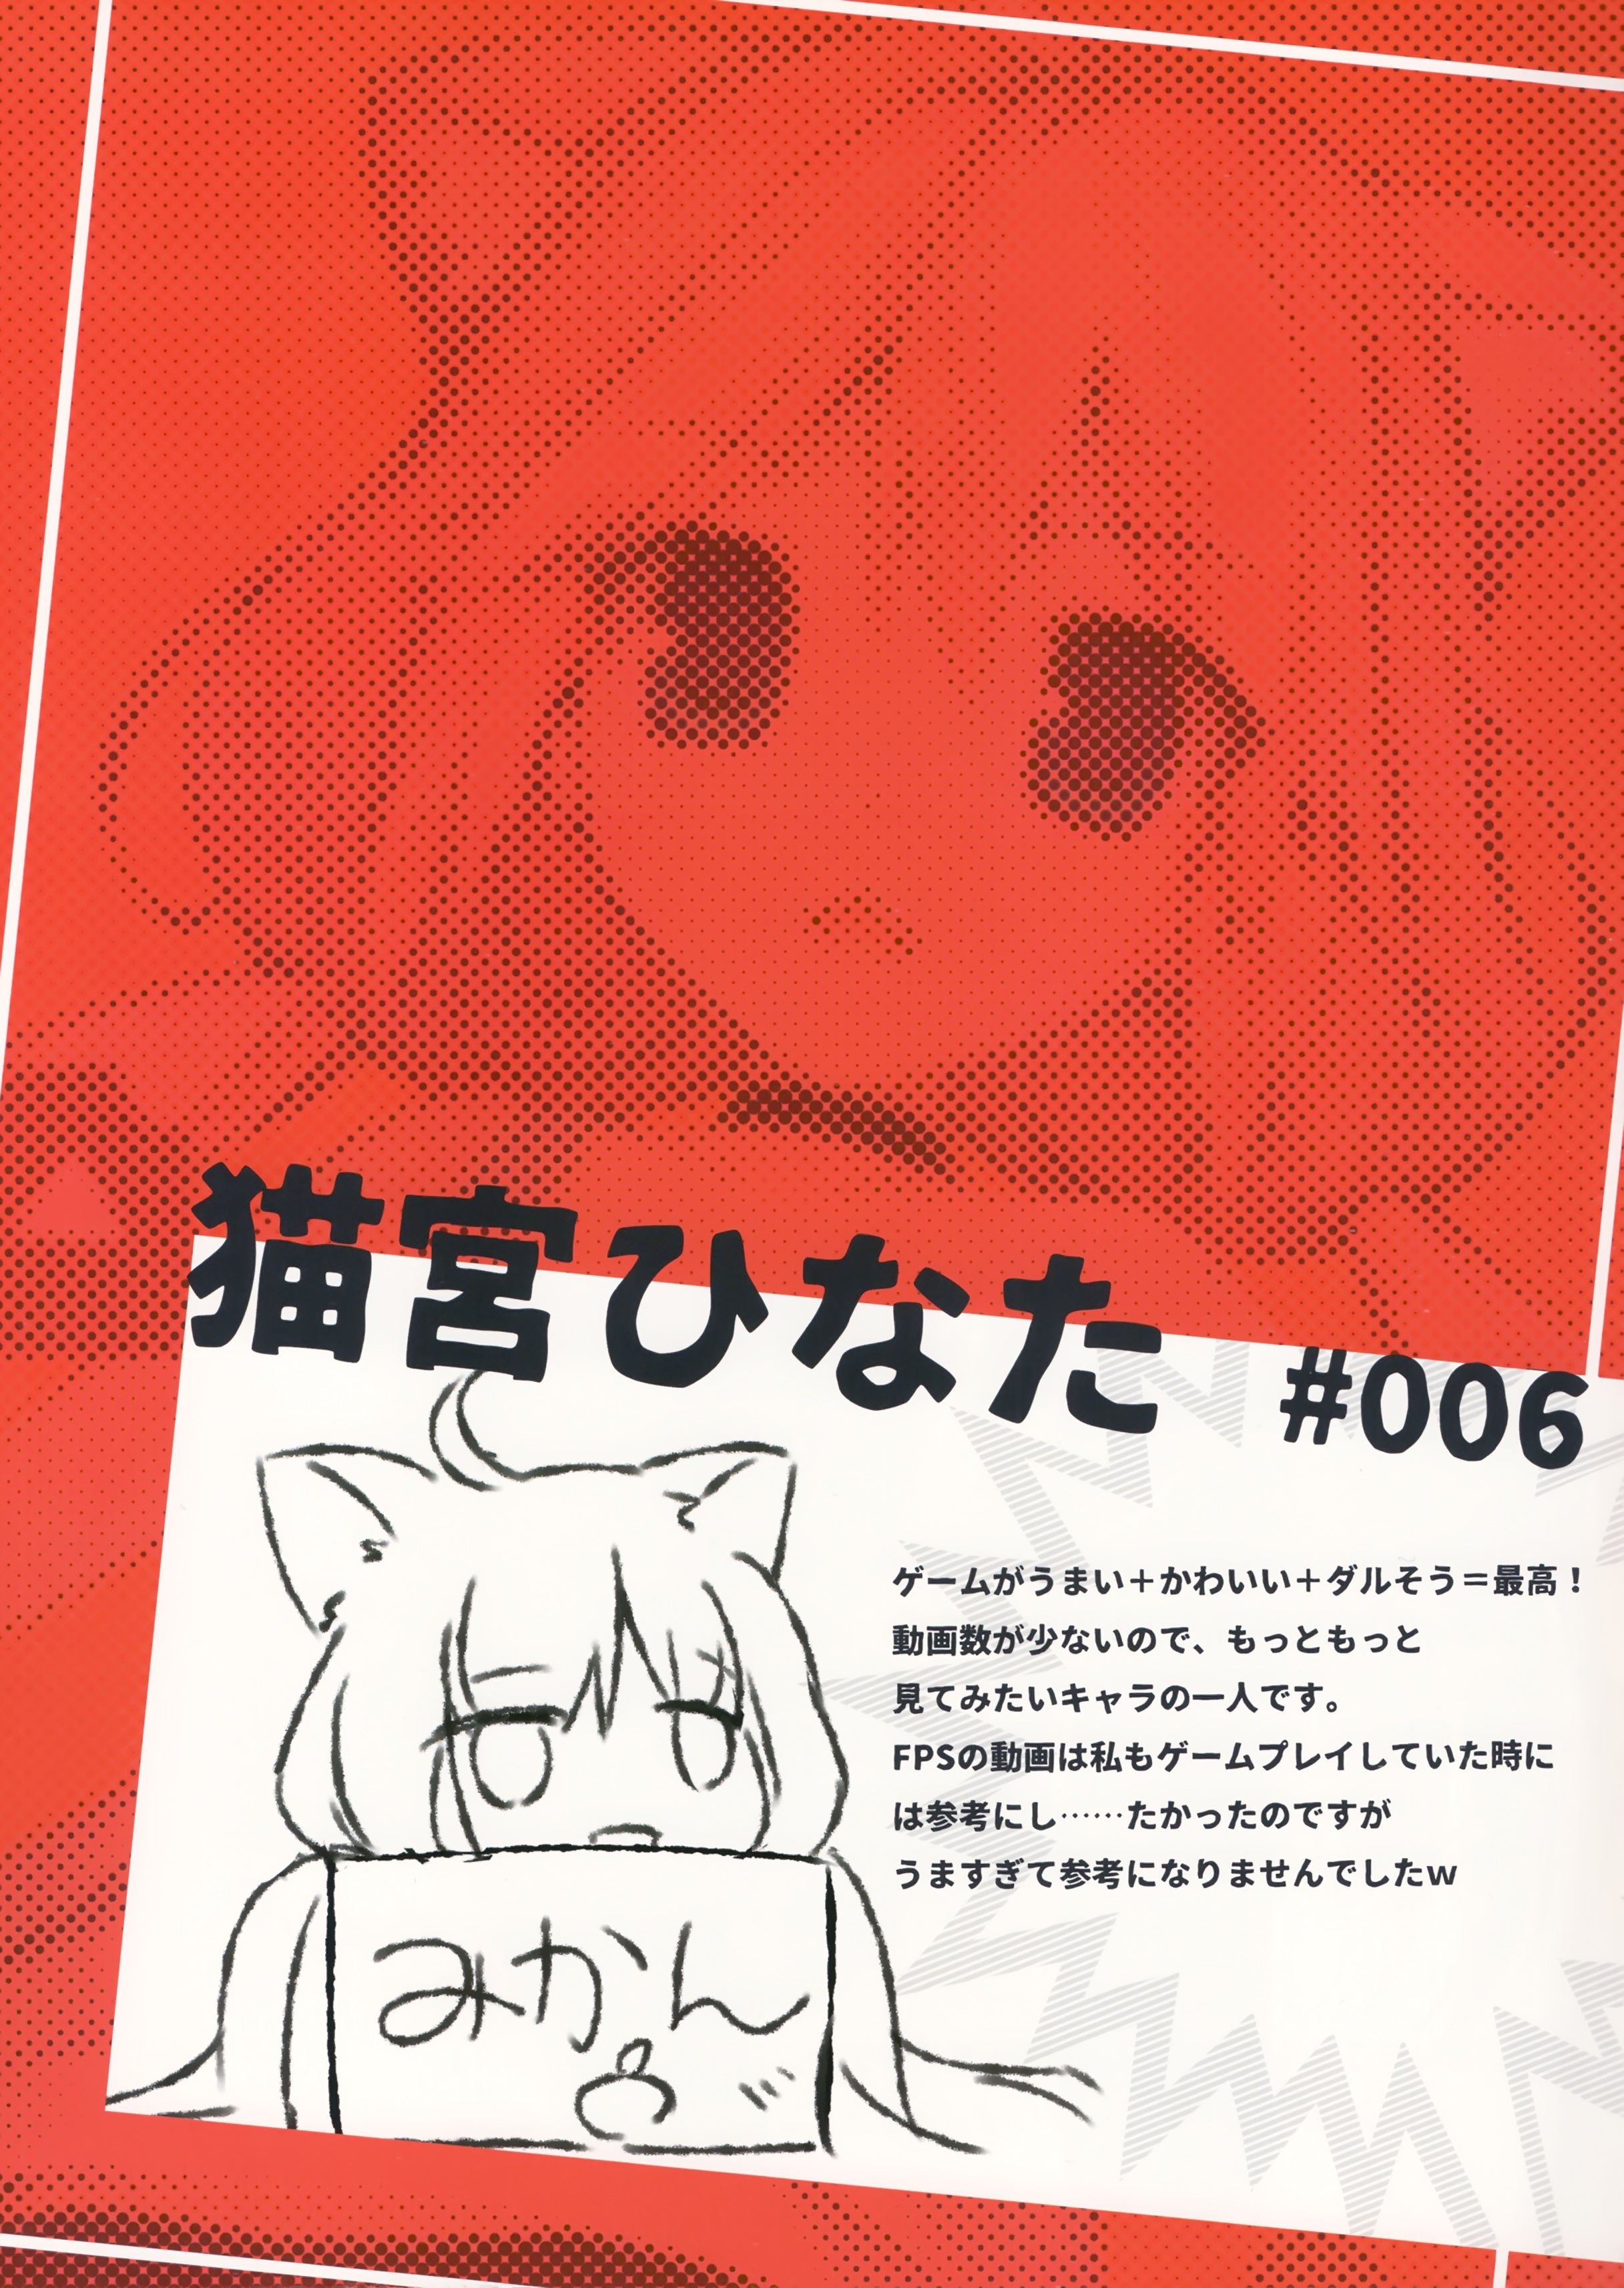 猫宮ひなた #006
ゲームがうまい＋かわいい＋ダルそう＝最高！
動画数が少ないので、もっともっと
見てみたいキャラの一人です。
FPSの動画は私もゲームプレイしていた時に
は参考にし……たかったのですが
うますぎて参考になりませんでしたw
みかん